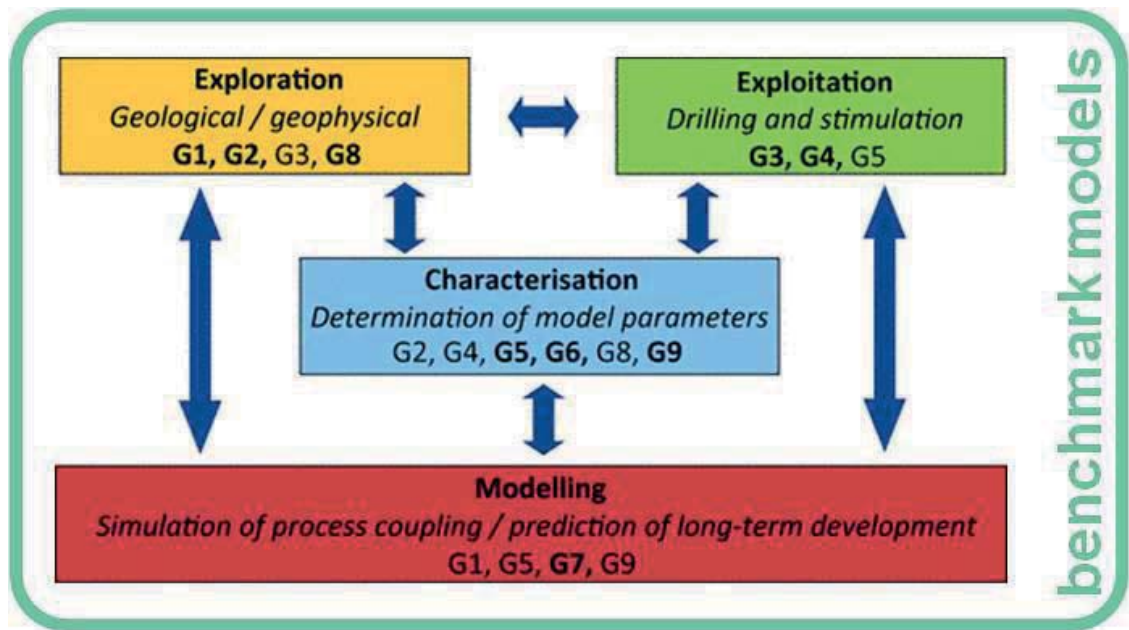 Exploration
Geological / geophysical
G1, G2, G3, G8
Exploitation
Drilling and stimulation
G3, G4, G5
Characterisation
Determination of model parameters
G2, G4, G5, G6, G8, G9
Modelling
Simulation of process coupling / prediction of long-term development
G1, G5, G7, G9
benchmark models